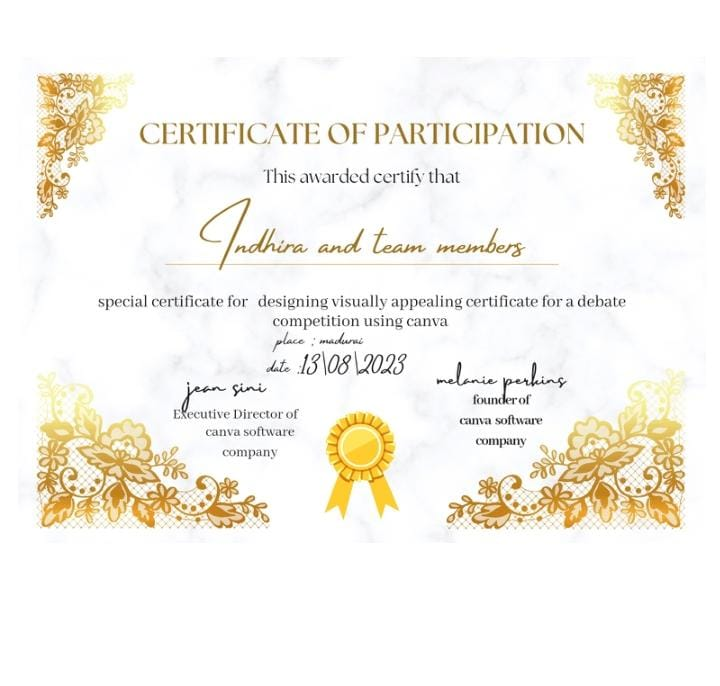 CERTIFICATE OF PARTICIPATION
This awarded certify that
Indhira and team members
special certificate for designing visually appealing certificate for a debate
competition using canva
place : madurai
date :13\08\2023
jean sini
Executive Director of
canva software
company
melanie perkins
founder of
canva software
company